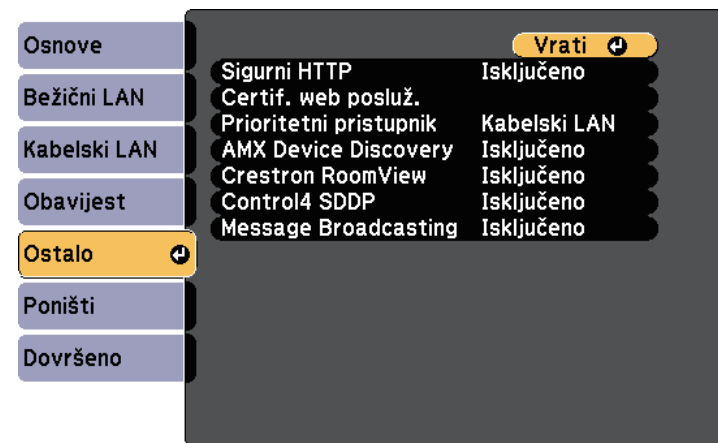 Osnove
Bežični LAN
Kabelski LAN
Obavijest
Ostalo
Poništi
Dovršeno
Vrati
Sigurni HTTP Isključeno
Certif. web posluž.
Prioritetni pristupnik Kabelski LAN
AMX Device Discovery Isključeno
Crestron RoomView Isključeno
Control4 SDDP Isključeno
Message Broadcasting Isključeno